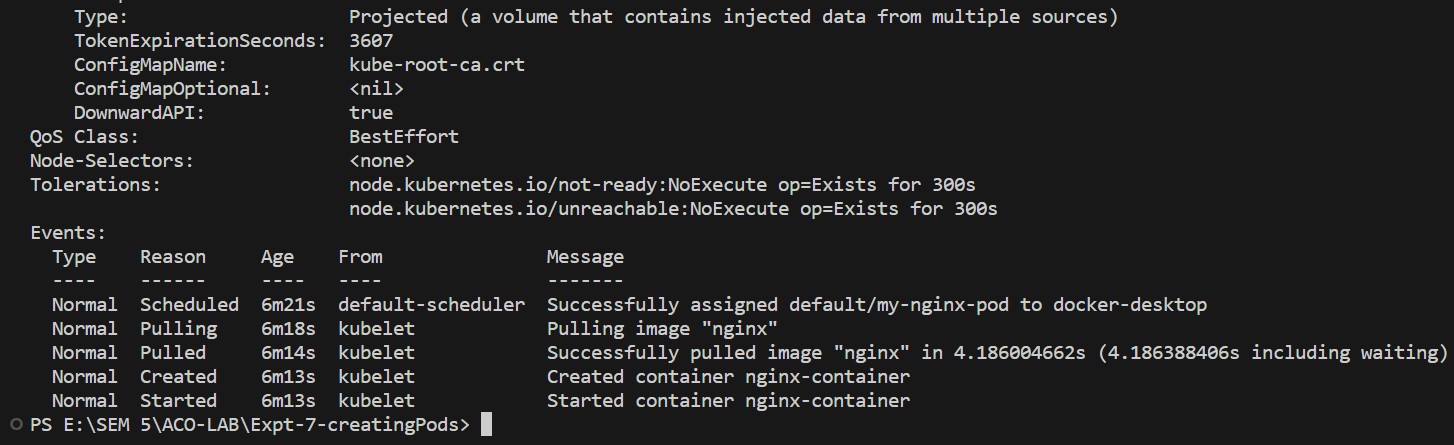 Type:                    Projected (a volume that contains injected data from multiple sources)
TokenExpirationSeconds:  3607
ConfigMapName:           kube-root-ca.crt
ConfigMapOptional:       <nil>
DownwardAPI:             true
QoS Class:                   BestEffort
Node-Selectors:              <none>
Tolerations:                 node.kubernetes.io/not-ready:NoExecute op=Exists for 300s
                             node.kubernetes.io/unreachable:NoExecute op=Exists for 300s
Events:
  Type    Reason     Age    From               Message
  ----    ------     ----   ----               -------
  Normal  Scheduled  6m21s  default-scheduler  Successfully assigned default/my-nginx-pod to docker-desktop
  Normal  Pulling    6m18s  kubelet            Pulling image "nginx"
  Normal  Pulled     6m14s  kubelet            Successfully pulled image "nginx" in 4.186004662s (4.186388406s including waiting)
  Normal  Created    6m13s  kubelet            Created container nginx-container
  Normal  Started    6m13s  kubelet            Started container nginx-container
PS E:\SEM 5\ACO-LAB\Expt-7-creatingPods>